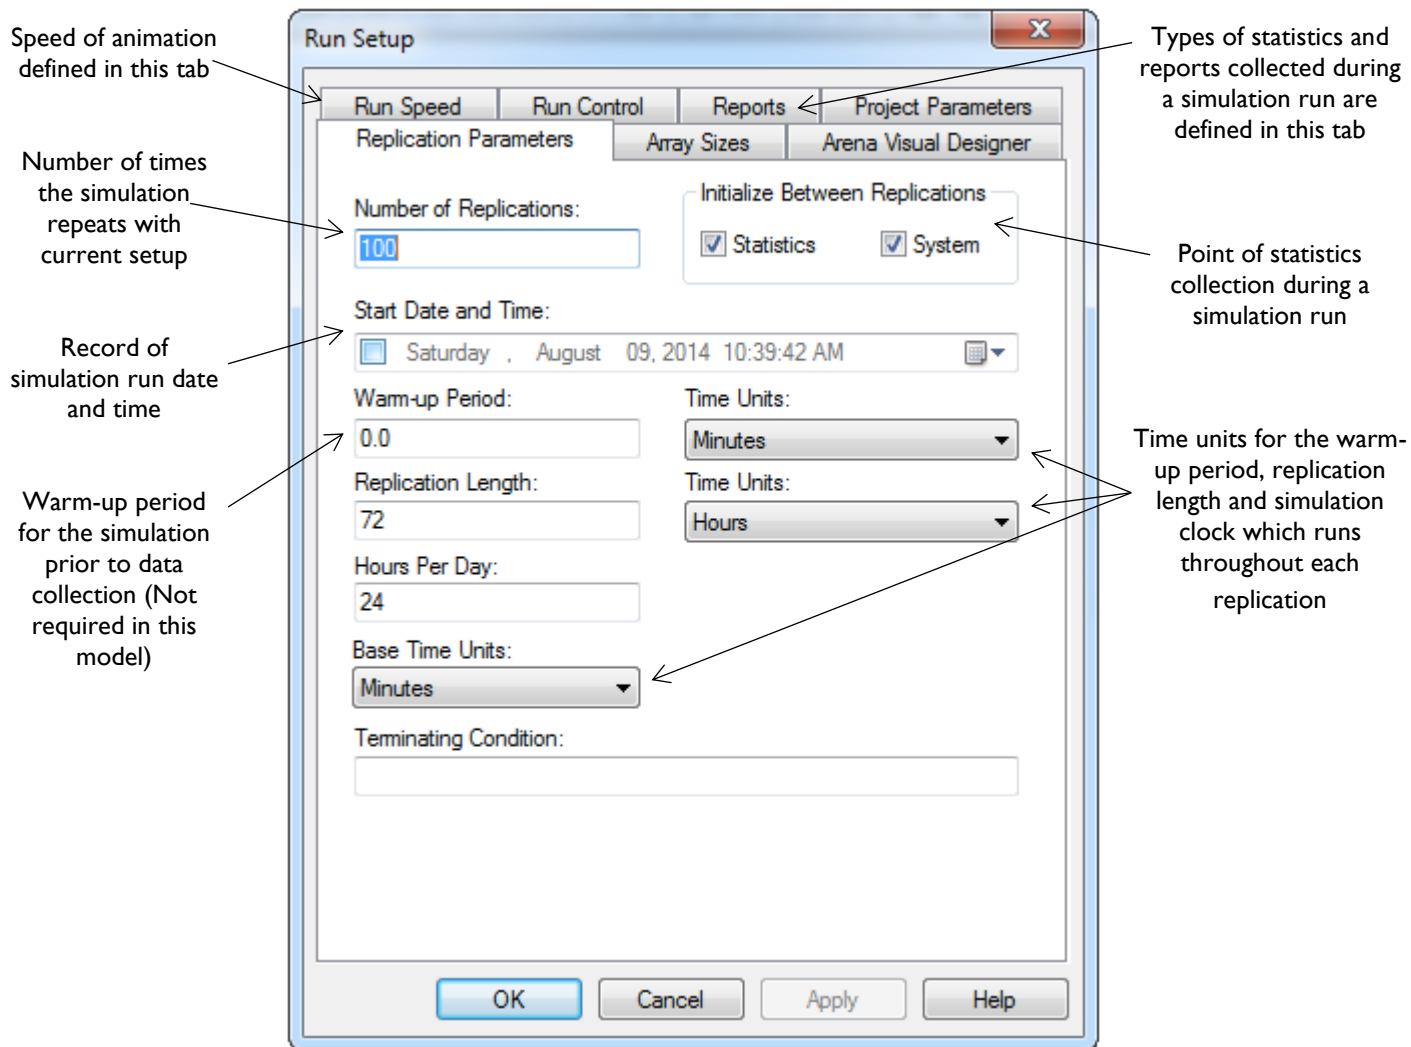 Speed of animation
defined in this tab
Number of times
the simulation
repeats with
current setup
Record of
simulation run date
and time
Warm-up period
for the simulation
prior to data
collection (Not
required in this
model)
Run Setup
Run Speed
Run Control
Reports
Project Parameters
Replication Parameters
Array Sizes
Arena Visual Designer
Number of Replications:
100
Initialize Between Replications
Statistics
System
Start Date and Time:
Saturday , August 09, 2014 10:39:42 AM
Warm-up Period:
Time Units:
0.0
Minutes
Replication Length:
Time Units:
72
Hours
Hours Per Day:
24
Base Time Units:
Minutes
Terminating Condition:
OK
Cancel
Apply
Help
Types of statistics and
reports collected during
a simulation run are
defined in this tab
Point of statistics
collection during a
simulation run
Time units for the warm-
up period, replication
length and simulation
clock which runs
throughout each
replication